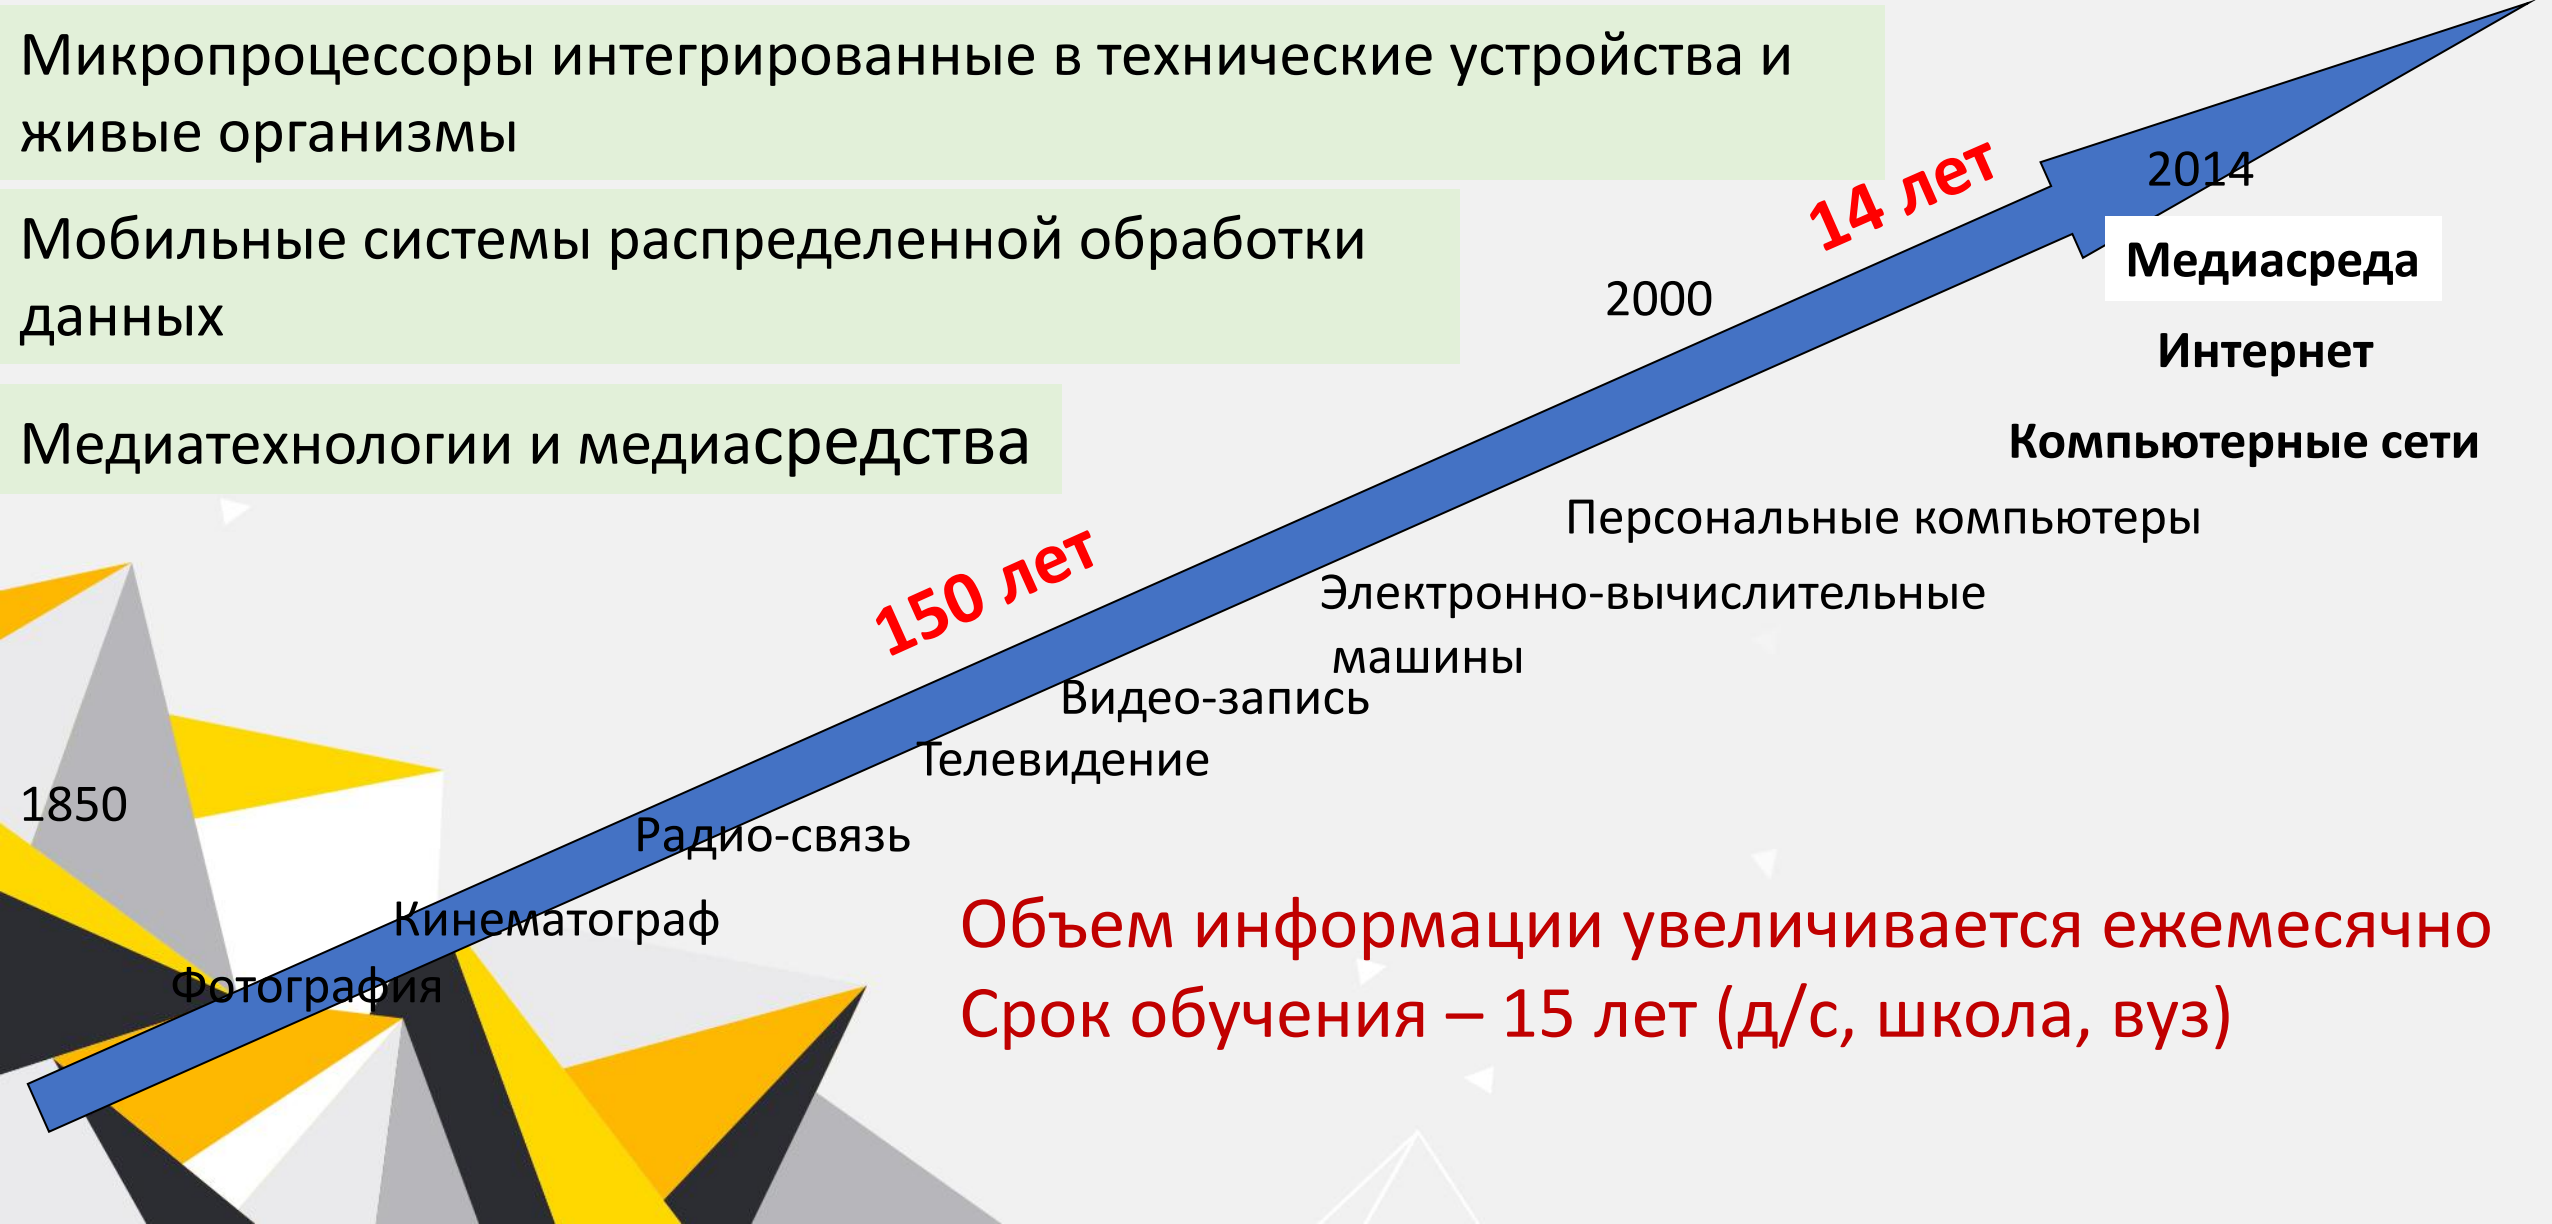 Микропроцессоры интегрированные в технические устройства и
живые организмы
Мобильные системы распределенной обработки
данных
Медиатехнологии и медиасредства
14 лет
2014
2000
Медиасреда
Интернет
Компьютерные сети
Персональные компьютеры
150 лет
Электронно-вычислительные
машины
Видео-запись
Телевидение
1850
Радио-связь
Кинематограф
Фотография
Объем информации увеличивается ежемесячно
Срок обучения – 15 лет (д/с, школа, вуз)